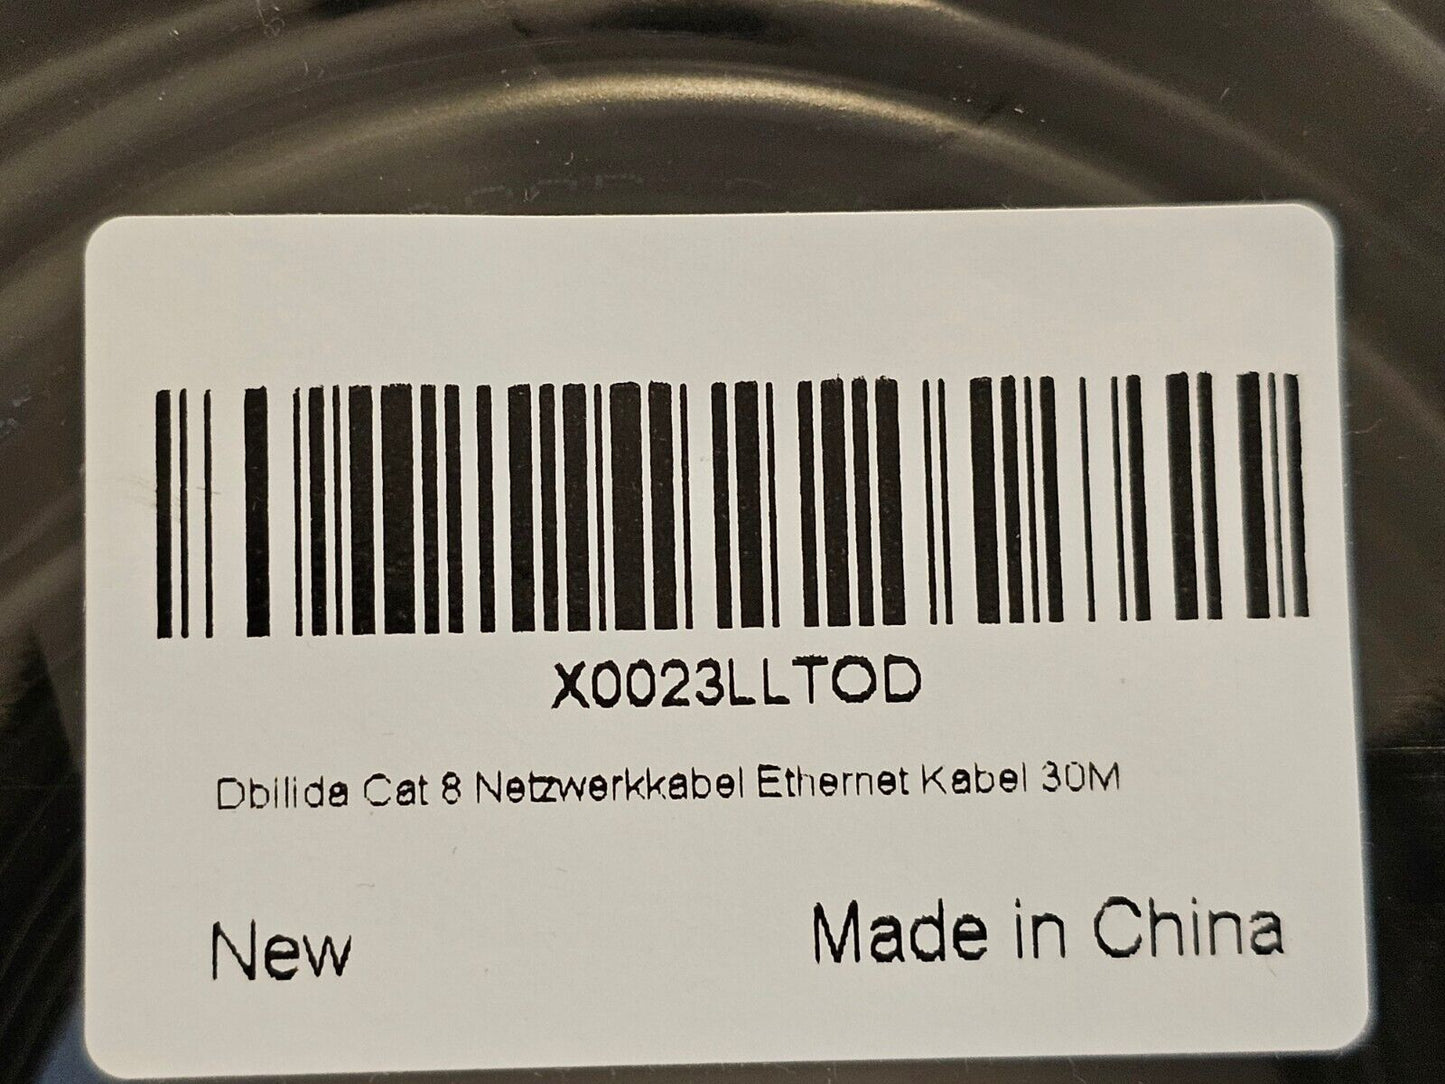 X0023LLTOD
Dbilida Cat 8 Netzwerkkabel Ethernet Kabel 30M
New
Made in China